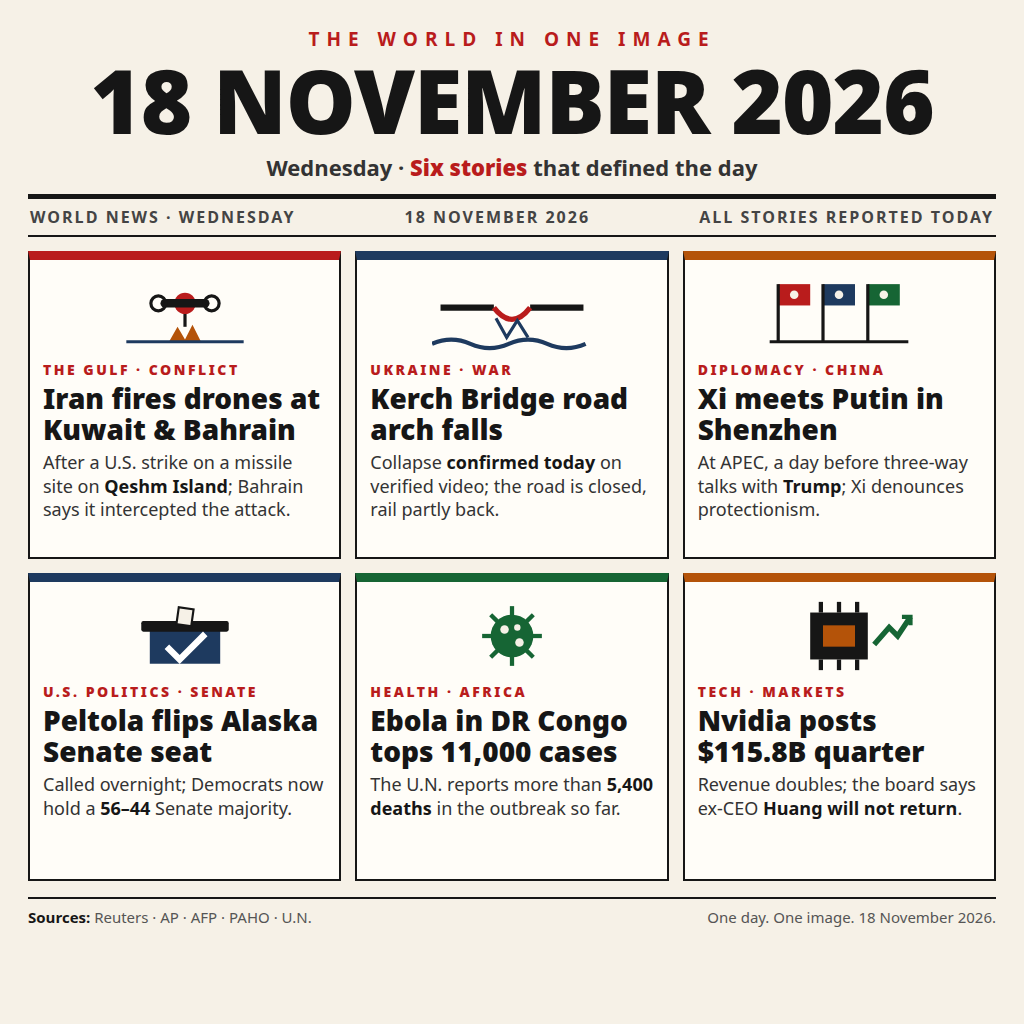 THE WORLD IN ONE IMAGE
18 NOVEMBER 2026
Wednesday · Six stories that defined the day
WORLD NEWS · WEDNESDAY
18 NOVEMBER 2026
ALL STORIES REPORTED TODAY
THE GULF · CONFLICT
Iran fires drones at
Kuwait & Bahrain
After a U.S. strike on a missile
site on Qeshm Island; Bahrain
says it intercepted the attack.
UKRAINE · WAR
Kerch Bridge road
arch falls
Collapse confirmed today on
verified video; the road is closed,
rail partly back.
DIPLOMACY · CHINA
Xi meets Putin in
Shenzhen
At APEC, a day before three-way
talks with Trump; Xi denounces
protectionism.
U.S. POLITICS · SENATE
Peltola flips Alaska
Senate seat
Called overnight; Democrats now
hold a 56–44 Senate majority.
HEALTH · AFRICA
Ebola in DR Congo
tops 11,000 cases
The U.N. reports more than 5,400
deaths in the outbreak so far.
TECH · MARKETS
Nvidia posts
$115.8B quarter
Revenue doubles; the board says
ex-CEO Huang will not return.
Sources: Reuters · AP · AFP · PAHO · U.N.
One day. One image. 18 November 2026.